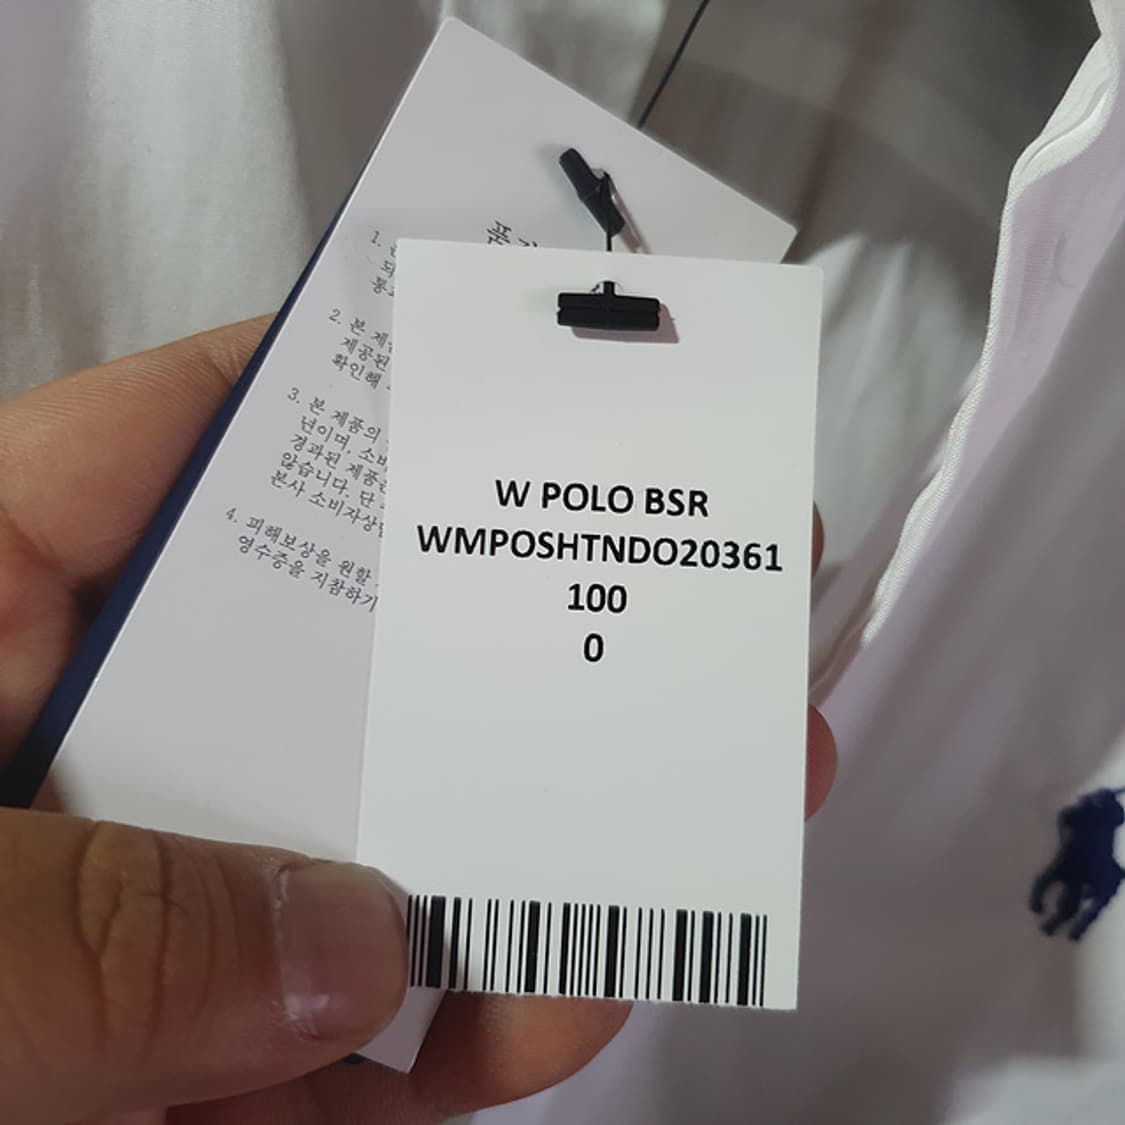 1.
되
통
2. 본 제
제공된
확인해
3. 본 제품의
년이며, 소비
경과된 제품
않습니다. 단
본사 소비자상
4. 피해보상을 원할
영수증을 지참하기
W POLO BSR
WMPOSHTNDO20361
100
0